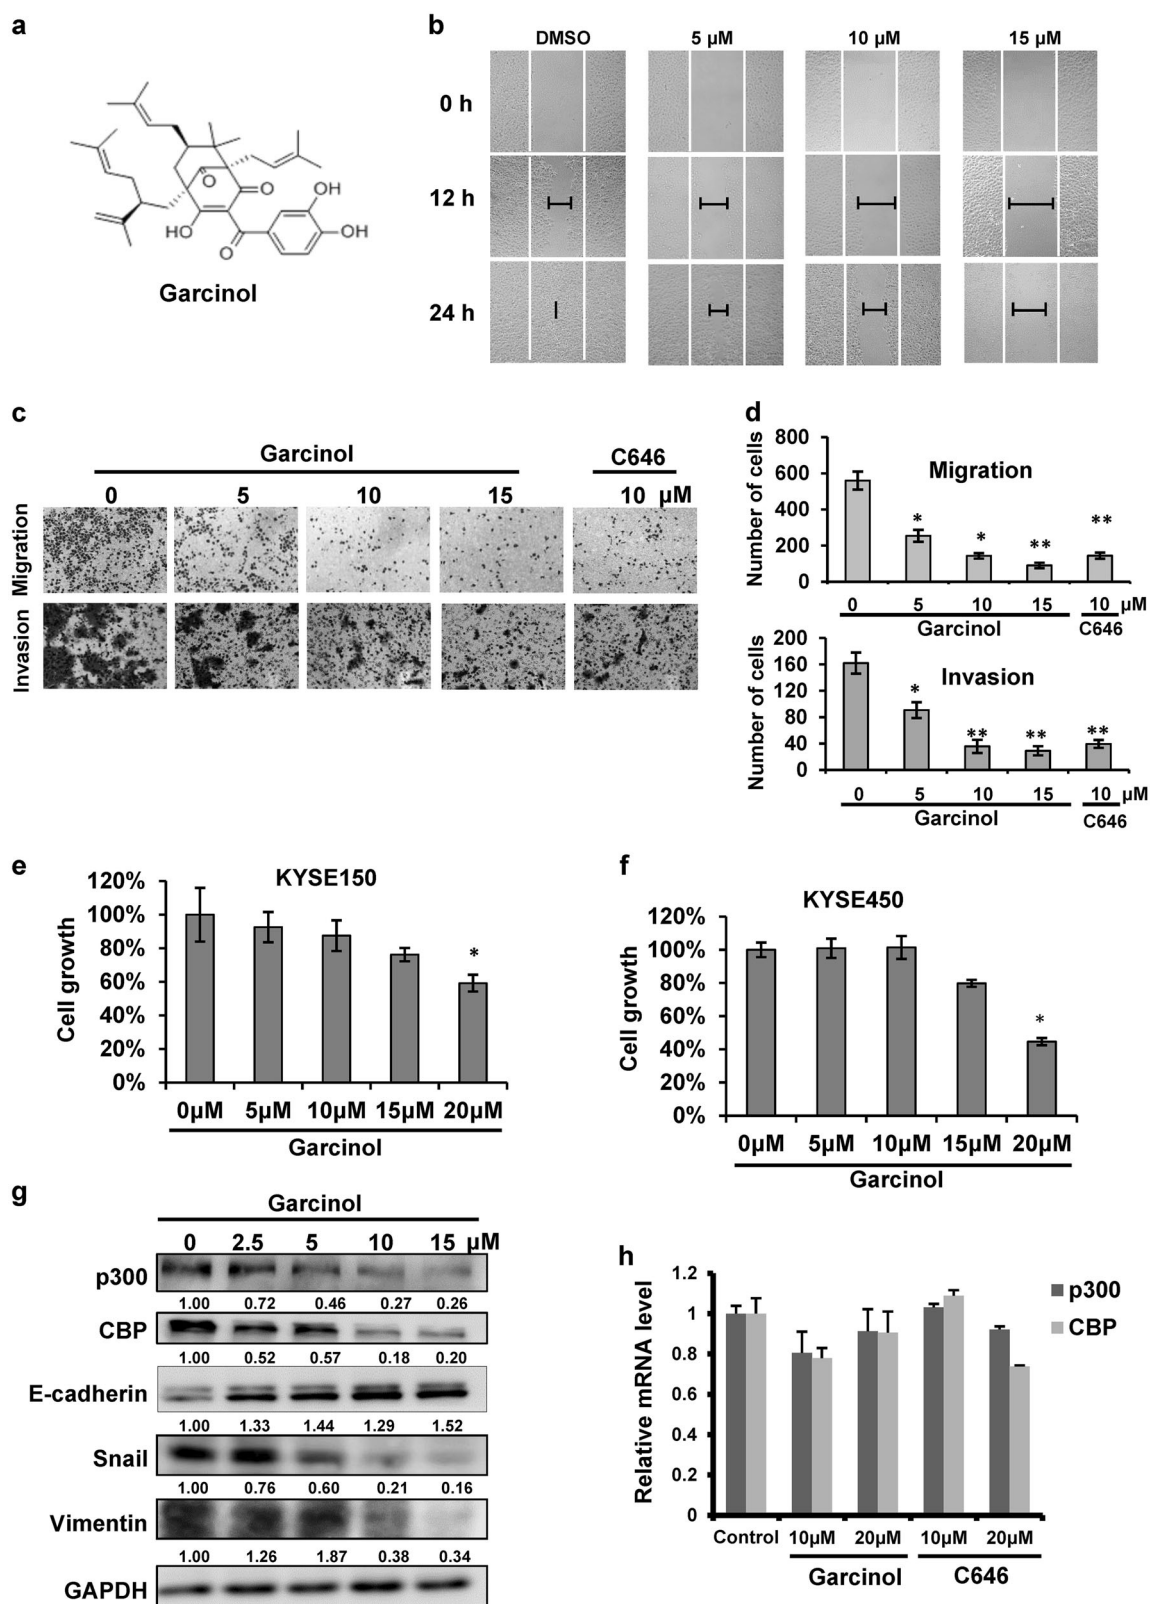 a
OH
O
O
HO
O
OH
Garcinol
b
DMSO 5 µM 10 µM 15 µM
0 h
12 h
24 h
c
Garcinol C646
0 5 10 15 10 µM
Migration
Invasion
d
Number of cells
800
600
400
200
0
Migration
* * ** **
0 5 10 15 10 µM
Garcinol C646
Number of cells
200
160
120
80
40
0
Invasion
* ** ** **
0 5 10 15 10 µM
Garcinol C646
e
KYSE150
Cell growth
120%
100%
80%
60%
40%
20%
0%
*
0µM 5µM 10µM 15µM 20µM
Garcinol
f
KYSE450
Cell growth
120%
100%
80%
60%
40%
20%
0%
*
0µM 5µM 10µM 15µM 20µM
Garcinol
g
Garcinol
0 2.5 5 10 15 µM
p300
1.00 0.72 0.46 0.27 0.26
CBP
1.00 0.52 0.57 0.18 0.20
E-cadherin
1.00 1.33 1.44 1.29 1.52
Snail
1.00 0.76 0.60 0.21 0.16
Vimentin
1.00 1.26 1.87 0.38 0.34
GAPDH
h
Relative mRNA level
1.2
1
0.8
0.6
0.4
0.2
0
p300
CBP
Control 10µM 20µM 10µM 20µM
Garcinol C646